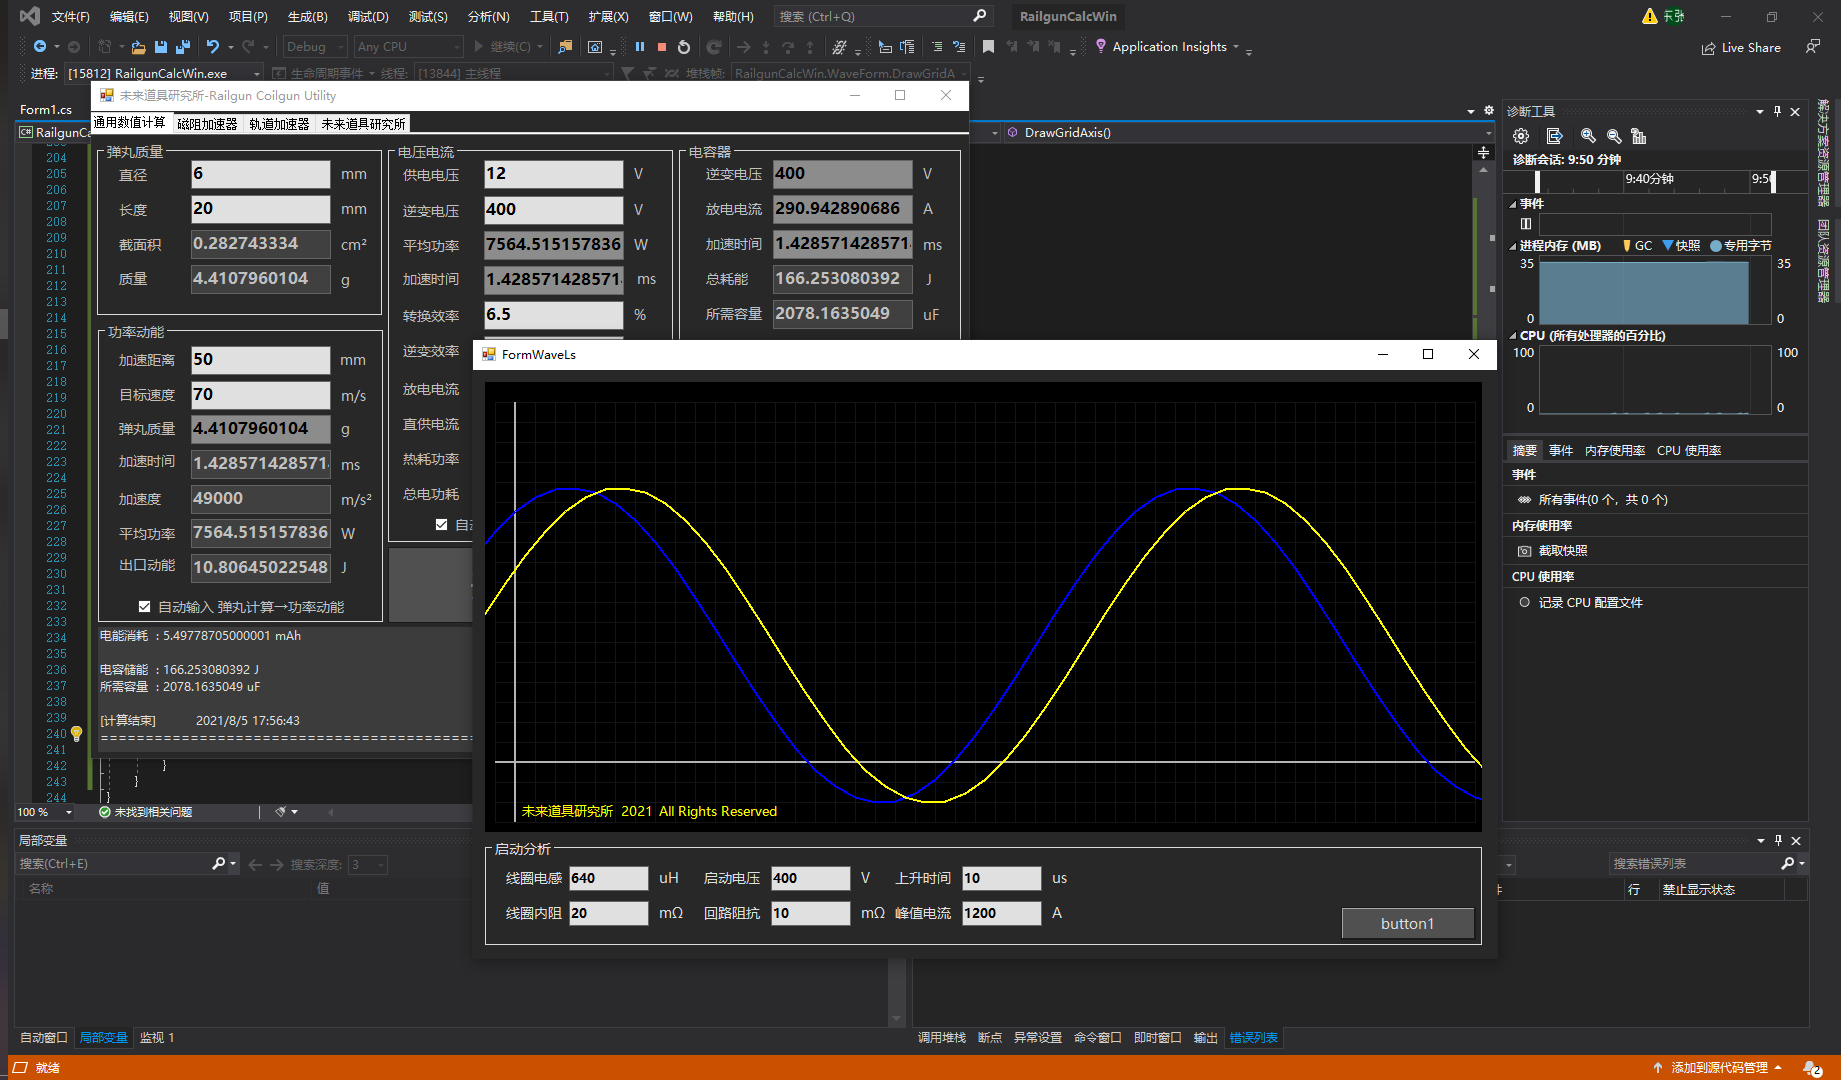 文件(F) 编辑(E) 视图(V) 项目(P) 生成(B) 调试(D) 测试(S) 分析(N) 工具(T) 扩展(X) 窗口(W) 帮助(H) 搜索 (Ctrl+Q) RailgunCalcWin 东张
Debug Any CPU 继续(C) Application Insights Live Share
进程: [15812] RailgunCalcWin.exe 生命周期事件 线程: [13844] 主线程 堆栈帧: RailgunCalcWin.WaveForm.DrawGridA
Form1.cs
C# RailgunCa
DrawGridAxis()
未来道具研究所-Railgun Coilgun Utility
通用数值计算 磁阻加速器 轨道加速器 未来道具研究所
弹丸质量
直径 6 mm
长度 20 mm
截面积 0.282743334 cm²
质量 4.4107960104 g
电压电流
供电电压 12 V
逆变电压 400 V
平均功率 7564.515157836 W
加速时间 1.428571428571 ms
转换效率 6.5 %
逆变效率
放电电流
直供电流
热耗功率
总电功耗
电容器
逆变电压 400 V
放电电流 290.942890686 A
加速时间 1.428571428571 ms
总耗能 166.253080392 J
所需容量 2078.1635049 uF
功率动能
加速距离 50 mm
目标速度 70 m/s
弹丸质量 4.4107960104 g
加速时间 1.428571428571 ms
加速度 49000 m/s²
平均功率 7564.515157836 W
出口动能 10.80645022548 J
自动输入 弹丸计算→功率动能
电能消耗 : 5.49778705000001 mAh
电容储能 : 166.253080392 J
所需容量 : 2078.1635049 uF
[计算结束] 2021/8/5 17:56:43
=========================================
204
205
206
207
208
209
210
211
212
213
214
215
216
217
218
219
220
221
222
223
224
225
226
227
228
229
230
231
232
233
234
235
236
237
238
239
240
241
242 }
243 }
244 }
100 % 未找到相关问题
FormWaveLs
未来道具研究所 2021 All Rights Reserved
启动分析
线圈电感 640 uH 启动电压 400 V 上升时间 10 us
线圈内阻 20 mΩ 回路阻抗 10 mΩ 峰值电流 1200 A
button1
诊断工具
诊断会话: 9:50 分钟
9:40分钟 9:50
事件
进程内存 (MB) GC 快照 专用字节
35 35
0 0
CPU (所有处理器的百分比)
100 100
0 0
摘要 事件 内存使用率 CPU 使用率
事件
所有事件(0 个，共 0 个)
内存使用率
截取快照
CPU 使用率
记录 CPU 配置文件
解决方案资源管理器
团队资源管理器
局部变量
搜索(Ctrl+E) 搜索深度: 3
名称 值
搜索错误列表
行 禁止显示状态
自动窗口 局部变量 监视 1
调用堆栈 断点 异常设置 命令窗口 即时窗口 输出 错误列表
就绪 添加到源代码管理 2